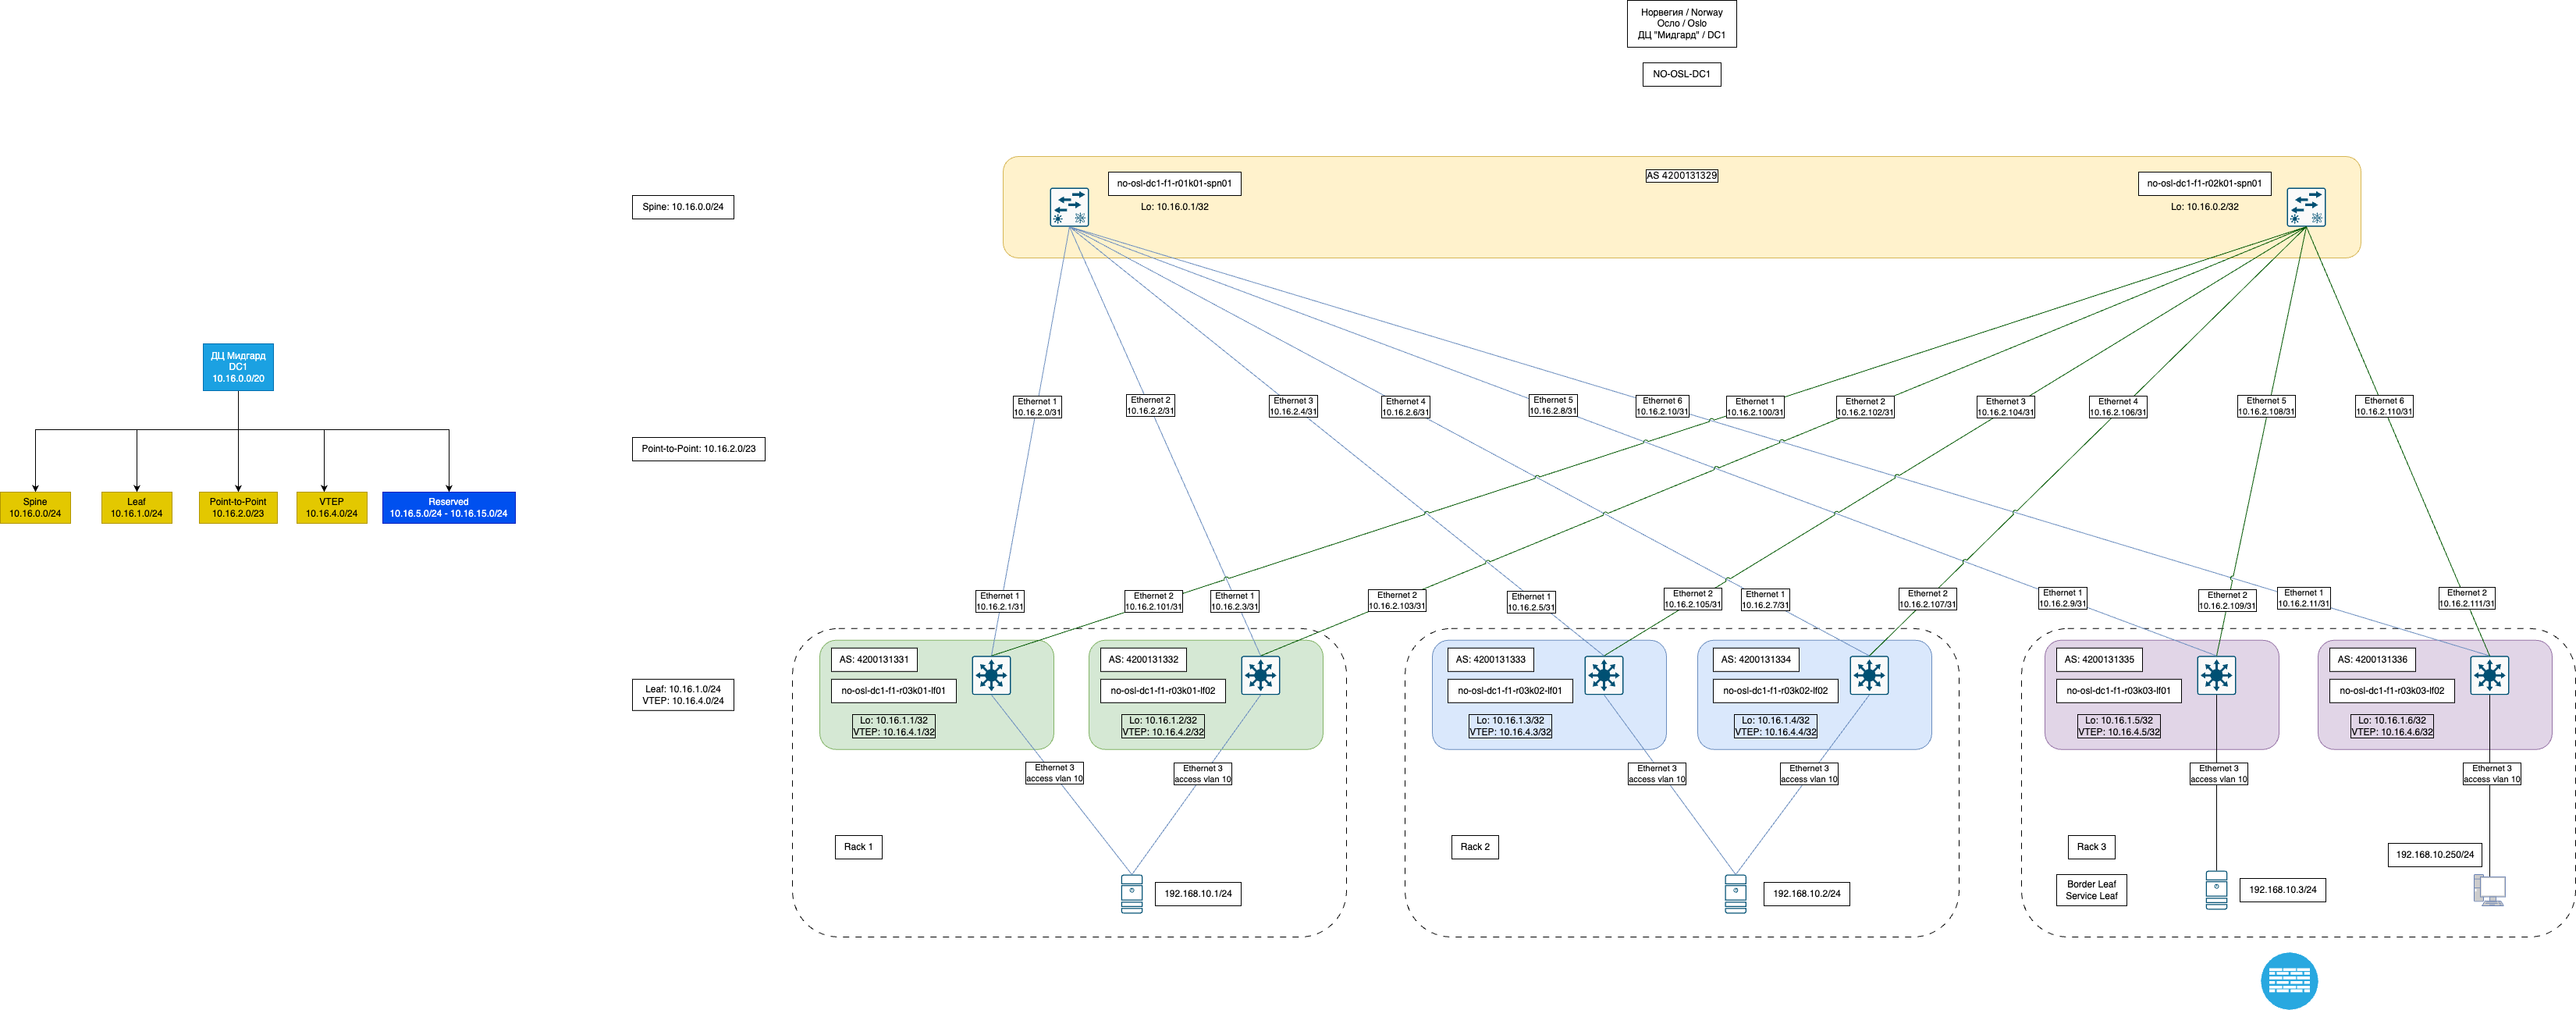 Норвегия / Norway
Осло / Oslo
ДЦ "Мидгард" / DC1
NO-OSL-DC1
AS 4200131329
no-osl-dc1-f1-r01k01-spn01
Lo: 10.16.0.1/32
no-osl-dc1-f1-r02k01-spn01
Lo: 10.16.0.2/32
Spine: 10.16.0.0/24
ДЦ Мидгард
DC1
10.16.0.0/20
Spine
10.16.0.0/24
Leaf
10.16.1.0/24
Point-to-Point
10.16.2.0/23
VTEP
10.16.4.0/24
Reserved
10.16.5.0/24 - 10.16.15.0/24
Point-to-Point: 10.16.2.0/23
Ethernet 1
10.16.2.0/31
Ethernet 2
10.16.2.2/31
Ethernet 3
10.16.2.4/31
Ethernet 4
10.16.2.6/31
Ethernet 5
10.16.2.8/31
Ethernet 6
10.16.2.10/31
Ethernet 1
10.16.2.100/31
Ethernet 2
10.16.2.102/31
Ethernet 3
10.16.2.104/31
Ethernet 4
10.16.2.106/31
Ethernet 5
10.16.2.108/31
Ethernet 6
10.16.2.110/31
Ethernet 1
10.16.2.1/31
Ethernet 2
10.16.2.101/31
Ethernet 1
10.16.2.3/31
Ethernet 2
10.16.2.103/31
Ethernet 1
10.16.2.5/31
Ethernet 2
10.16.2.105/31
Ethernet 1
10.16.2.7/31
Ethernet 2
10.16.2.107/31
Ethernet 1
10.16.2.9/31
Ethernet 2
10.16.2.109/31
Ethernet 1
10.16.2.11/31
Ethernet 2
10.16.2.111/31
Leaf: 10.16.1.0/24
VTEP: 10.16.4.0/24
AS: 4200131331
no-osl-dc1-f1-r03k01-lf01
Lo: 10.16.1.1/32
VTEP: 10.16.4.1/32
AS: 4200131332
no-osl-dc1-f1-r03k01-lf02
Lo: 10.16.1.2/32
VTEP: 10.16.4.2/32
AS: 4200131333
no-osl-dc1-f1-r03k02-lf01
Lo: 10.16.1.3/32
VTEP: 10.16.4.3/32
AS: 4200131334
no-osl-dc1-f1-r03k02-lf02
Lo: 10.16.1.4/32
VTEP: 10.16.4.4/32
AS: 4200131335
no-osl-dc1-f1-r03k03-lf01
Lo: 10.16.1.5/32
VTEP: 10.16.4.5/32
AS: 4200131336
no-osl-dc1-f1-r03k03-lf02
Lo: 10.16.1.6/32
VTEP: 10.16.4.6/32
Ethernet 3
access vlan 10
Ethernet 3
access vlan 10
Ethernet 3
access vlan 10
Ethernet 3
access vlan 10
Ethernet 3
access vlan 10
Ethernet 3
access vlan 10
Rack 1
192.168.10.1/24
Rack 2
192.168.10.2/24
Rack 3
Border Leaf
Service Leaf
192.168.10.3/24
192.168.10.250/24